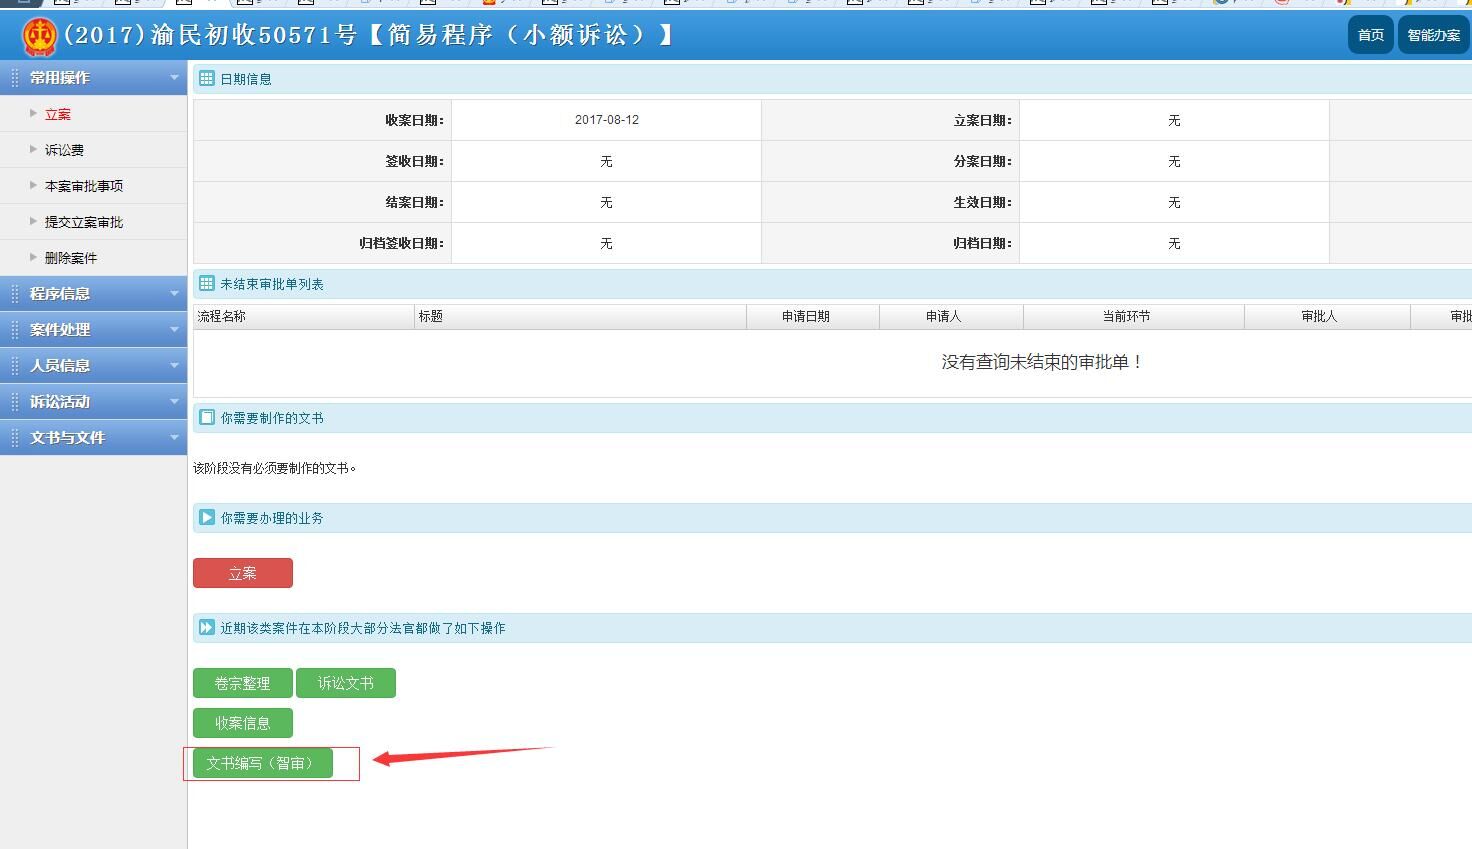 (2017)渝民初收50571号【简易程序（小额诉讼）】
首页 智能办案
常用操作
立案
诉讼费
本案审批事项
提交立案审批
删除案件
程序信息
案件处理
人员信息
诉讼活动
文书与文件
日期信息
收案日期： 2017-08-12 立案日期： 无
签收日期： 无 分案日期： 无
结案日期： 无 生效日期： 无
归档签收日期： 无 归档日期： 无
未结束审批单列表
流程名称 标题 申请日期 申请人 当前环节 审批人 审批
没有查询未结束的审批单！
你需要制作的文书
该阶段没有必须要制作的文书。
你需要办理的业务
立案
近期该类案件在本阶段大部分法官都做了如下操作
卷宗整理 诉讼文书
收案信息
文书编写（智审）